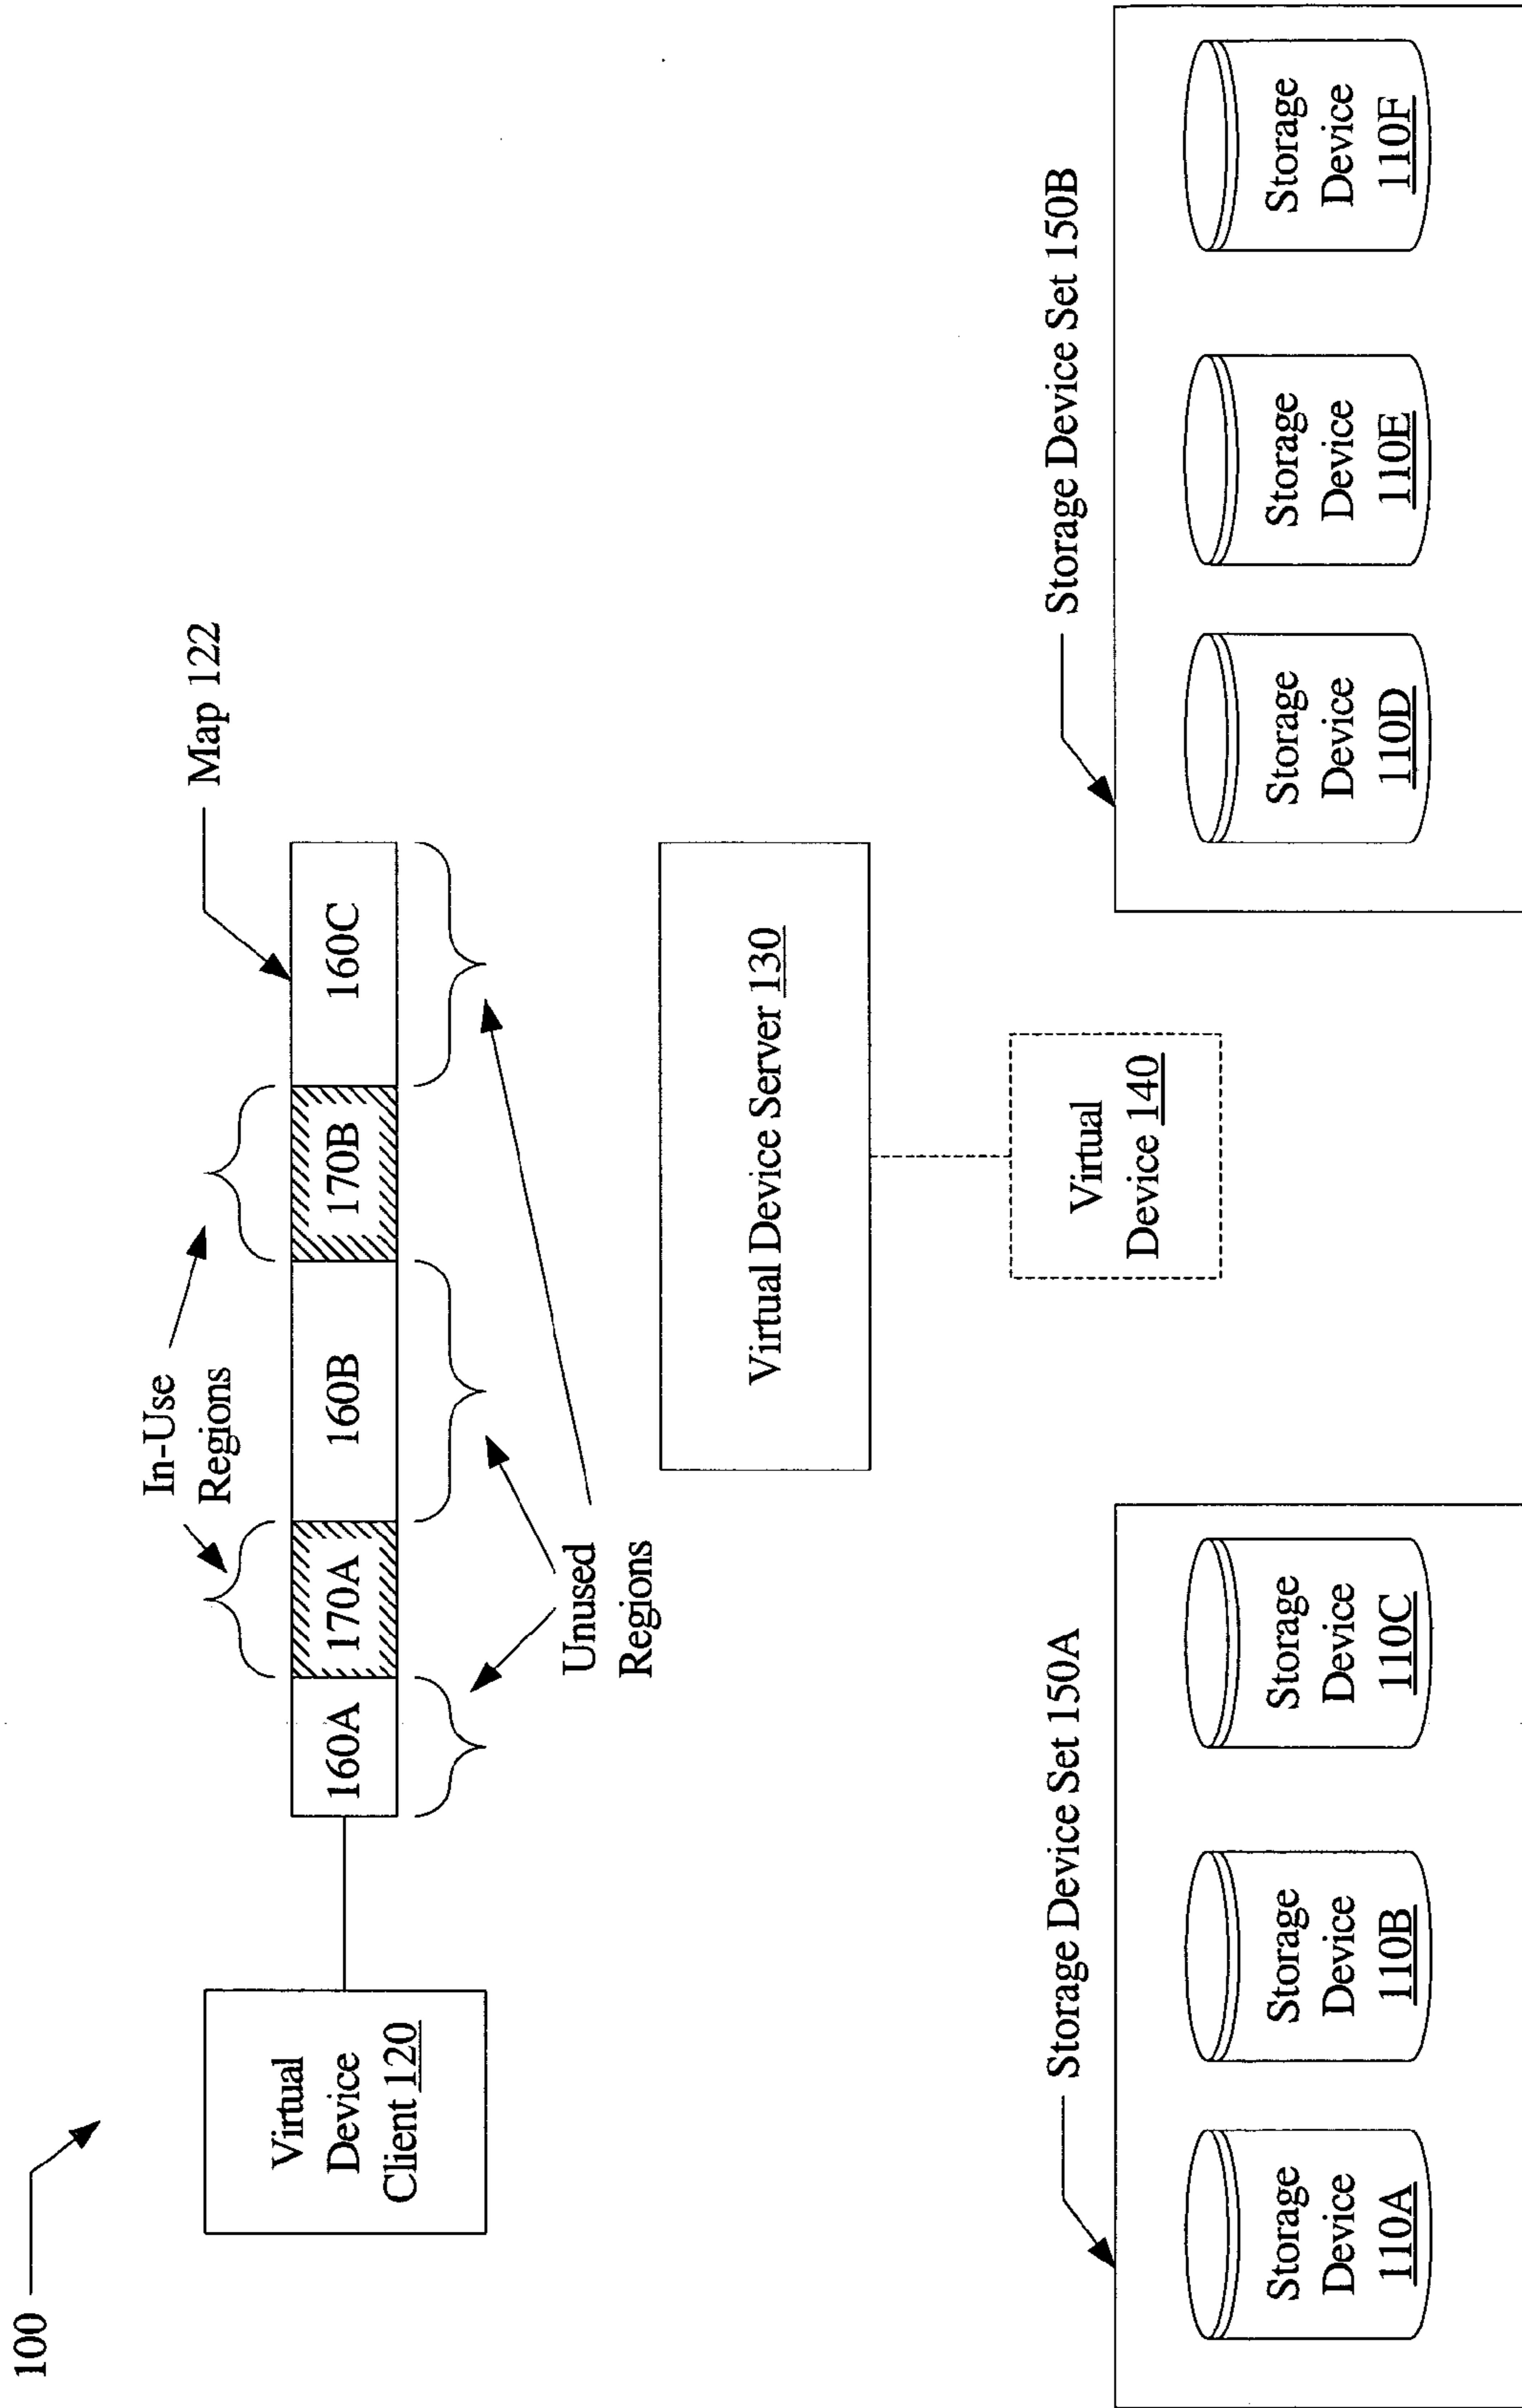 100
Virtual
Device
Client 120
160A
170A
160B
170B
160C
In-Use
Regions
Map 122
Unused
Regions
Virtual Device Server 130
Virtual
Device 140
Storage Device Set 150A
Storage
Device
110A
Storage
Device
110B
Storage
Device
110C
Storage Device Set 150B
Storage
Device
110D
Storage
Device
110E
Storage
Device
110F